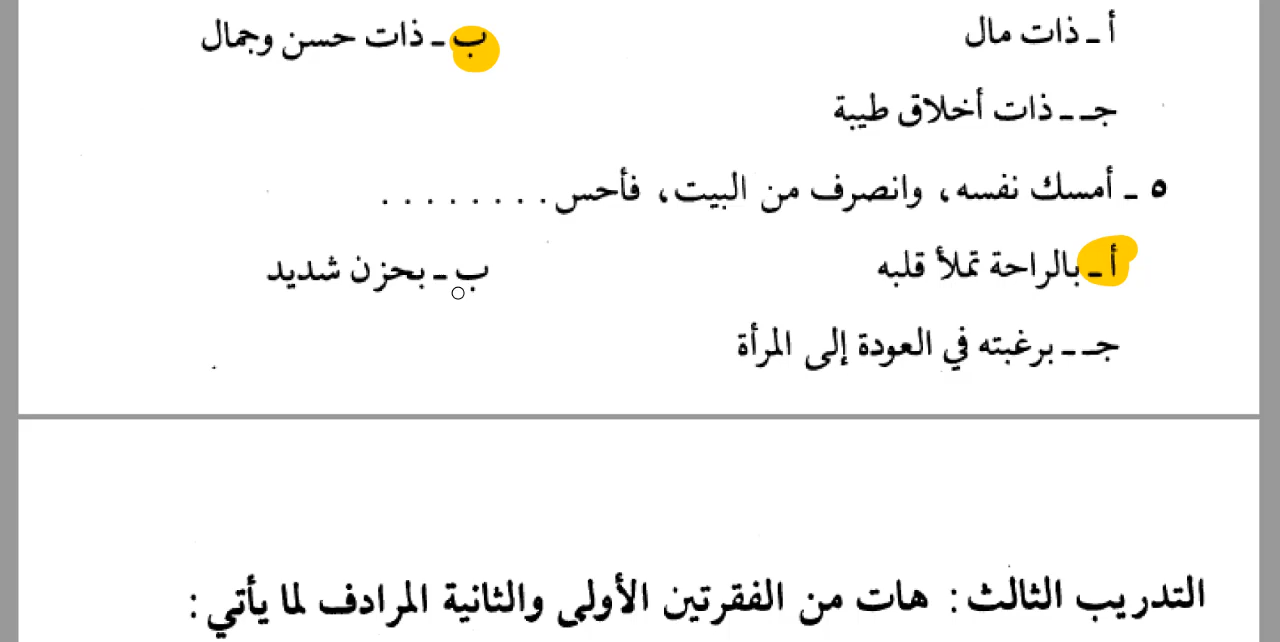 أ ـ ذات مال ب ـ ذات حسن وجمال
جـ ـ ذات أخلاق طيبة
٥ ـ أمسك نفسه، وانصرف من البيت، فأحس . . . . . . . .
أ ـ بالراحة تملأ قلبه ب ـ بحزن شديد
جـ ـ برغبته في العودة إلى المرأة
التدريب الثالث: هات من الفقرتين الأولى والثانية المرادف لما يأتي: